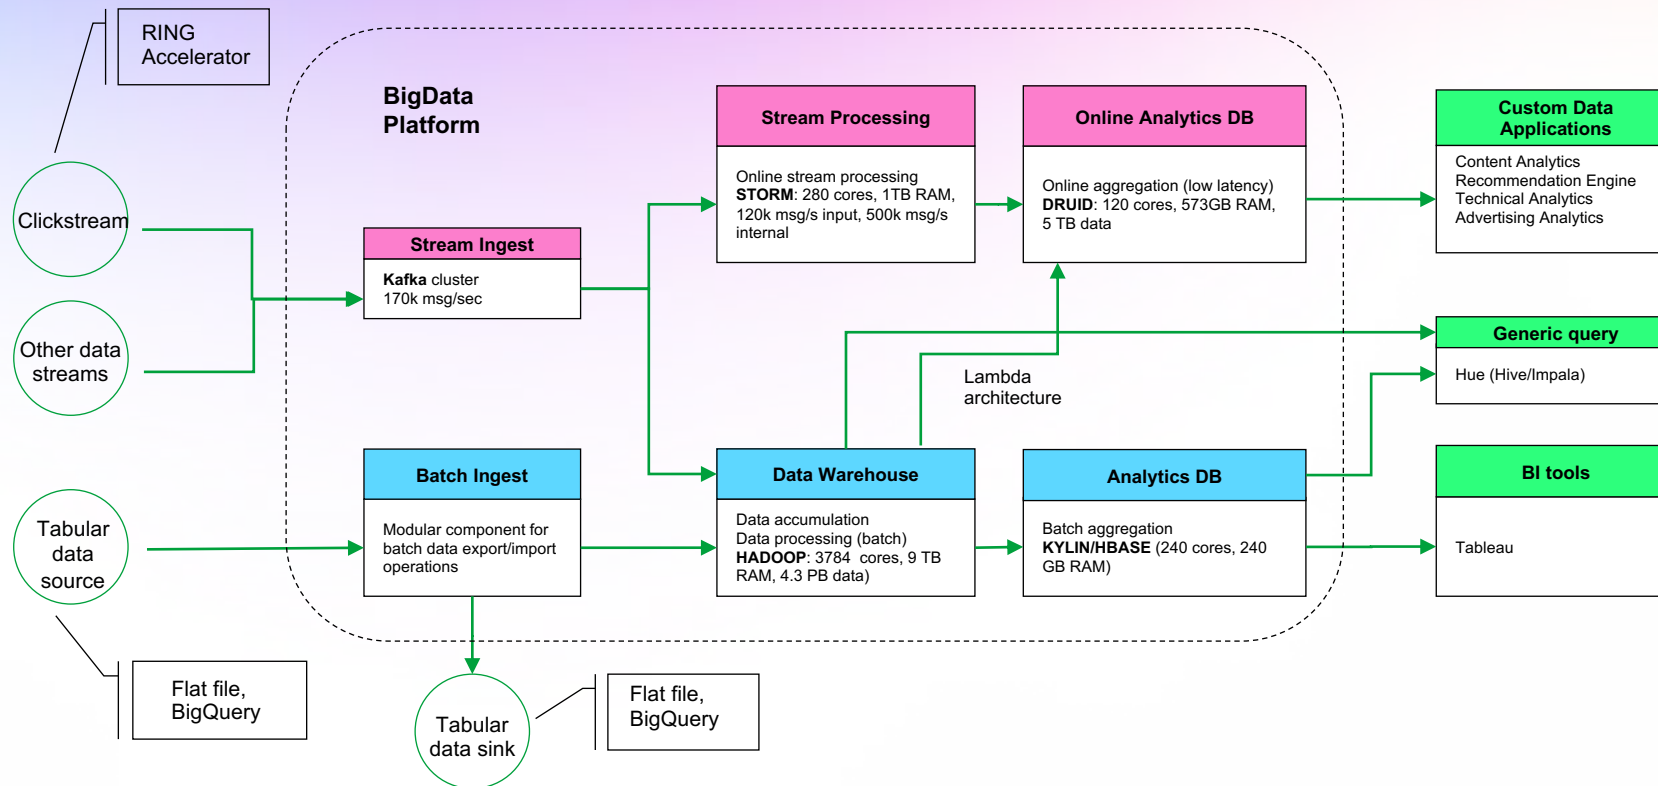 RING
Accelerator
BigData
Platform
Clickstream
Other data
streams
Tabular
data
source
Flat file,
BigQuery
Stream Ingest
Kafka cluster
170k msg/sec
Batch Ingest
Modular component for
batch data export/import
operations
Tabular
data sink
Flat file,
BigQuery
Stream Processing
Online stream processing
STORM: 280 cores, 1TB RAM,
120k msg/s input, 500k msg/s
internal
Online Analytics DB
Online aggregation (low latency)
DRUID: 120 cores, 573GB RAM,
5 TB data
Lambda
architecture
Data Warehouse
Data accumulation
Data processing (batch)
HADOOP: 3784 cores, 9 TB
RAM, 4.3 PB data)
Analytics DB
Batch aggregation
KYLIN/HBASE (240 cores, 240
GB RAM)
Custom Data
Applications
Content Analytics
Recommendation Engine
Technical Analytics
Advertising Analytics
Generic query
Hue (Hive/Impala)
BI tools
Tableau